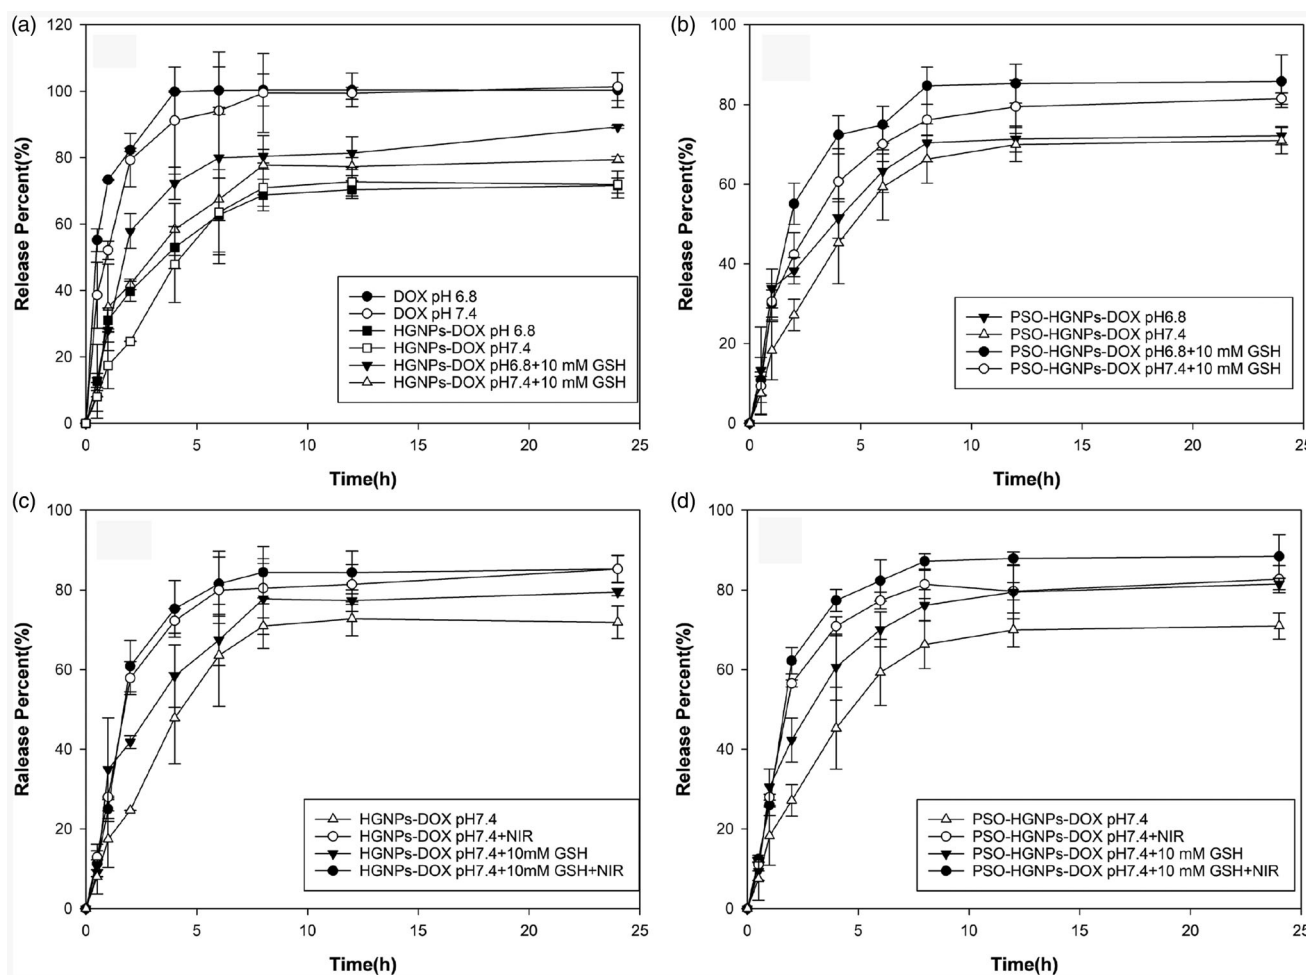 (a)
120
100
80
60
40
20
0
Release Percent(%)
DOX pH 6.8
DOX pH 7.4
HGNPs-DOX pH 6.8
HGNPs-DOX pH7.4
HGNPs-DOX pH6.8+10 mM GSH
HGNPs-DOX pH7.4+10 mM GSH
0 5 10 15 20 25
Time(h)
(b)
100
80
60
40
20
0
Release Percent(%)
PSO-HGNPs-DOX pH6.8
PSO-HGNPs-DOX pH7.4
PSO-HGNPs-DOX pH6.8+10 mM GSH
PSO-HGNPs-DOX pH7.4+10 mM GSH
0 5 10 15 20 25
Time(h)
(c)
100
80
60
40
20
0
Ralease Percent(%)
HGNPs-DOX pH7.4
HGNPs-DOX pH7.4+NIR
HGNPs-DOX pH7.4+10mM GSH
HGNPs-DOX pH7.4+10mM GSH+NIR
0 5 10 15 20 25
Time(h)
(d)
100
80
60
40
20
0
Release Percent(%)
PSO-HGNPs-DOX pH7.4
PSO-HGNPs-DOX pH7.4+NIR
PSO-HGNPs-DOX pH7.4+10 mM GSH
PSO-HGNPs-DOX pH7.4+10 mM GSH+NIR
0 5 10 15 20 25
Time(h)